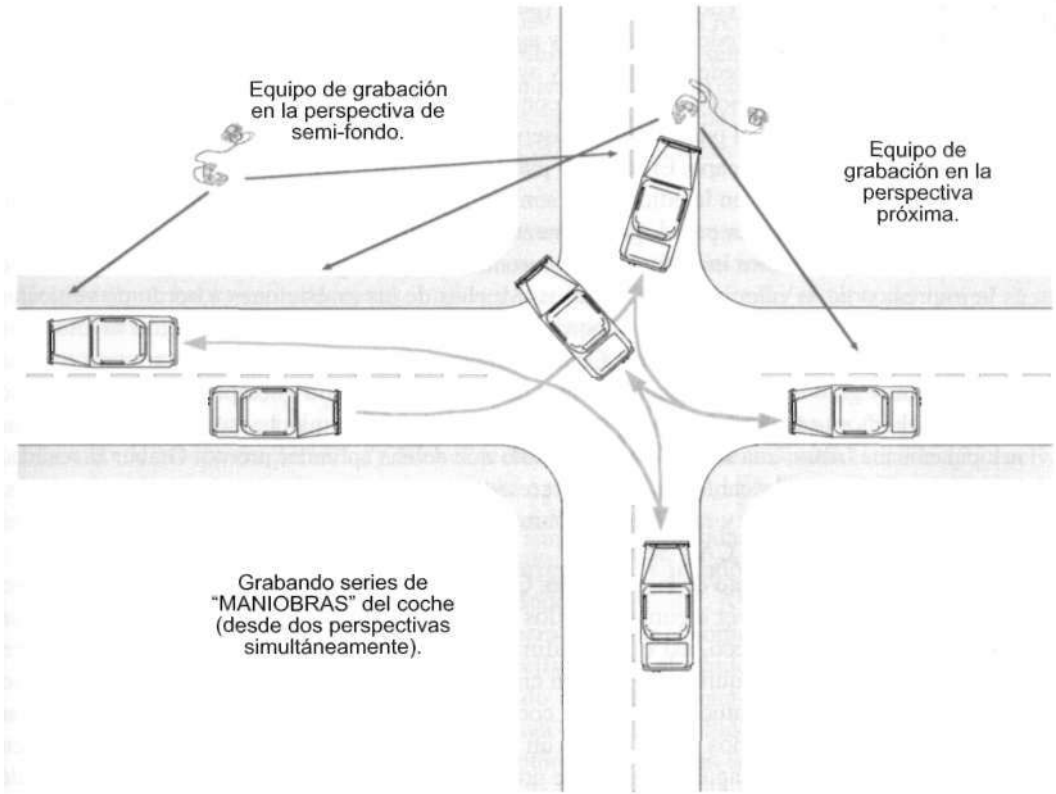 Equipo de grabación
en la perspectiva de
semi-fondo.
Equipo de
grabación en la
perspectiva
próxima.
Grabando series de
“MANIOBRAS” del coche
(desde dos perspectivas
simultáneamente).